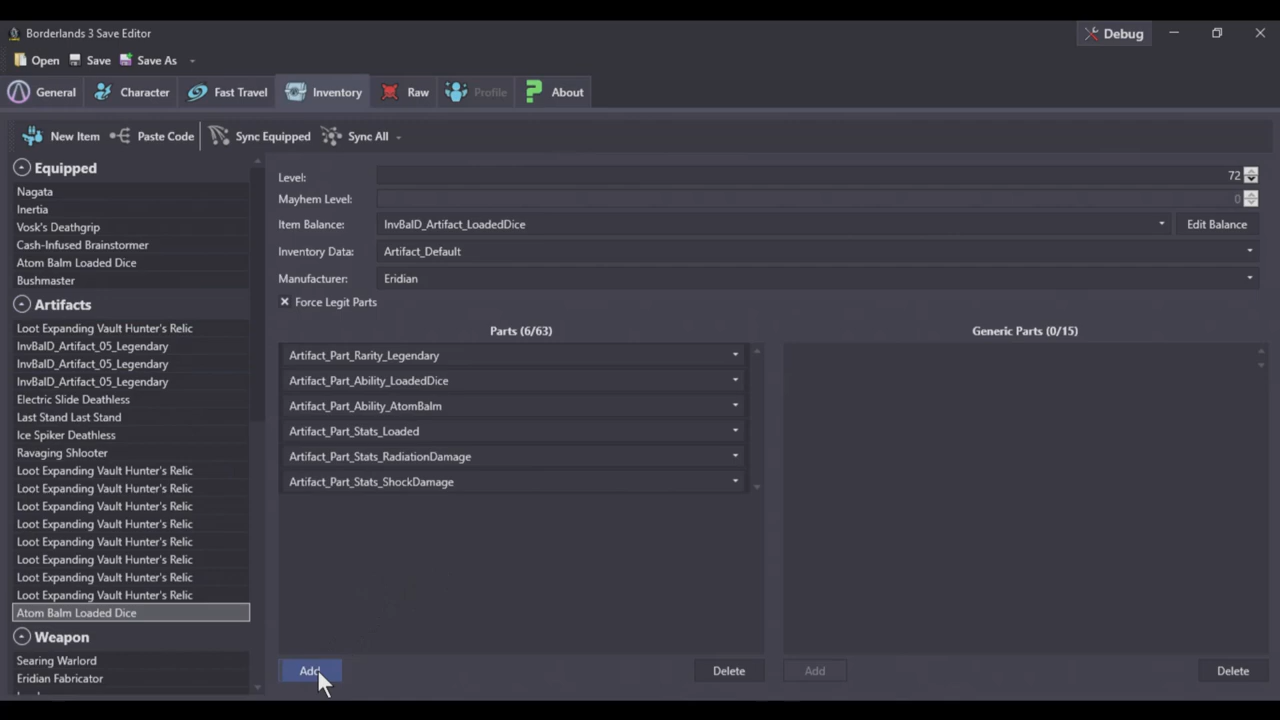 Borderlands 3 Save Editor
Debug
Open Save Save As
General Character Fast Travel Inventory Raw Profile About
New Item Paste Code Sync Equipped Sync All
Equipped
Nagata
Inertia
Vosk's Deathgrip
Cash-Infused Brainstormer
Atom Balm Loaded Dice
Bushmaster
Artifacts
Loot Expanding Vault Hunter's Relic
InvBalD_Artifact_05_Legendary
InvBalD_Artifact_05_Legendary
InvBalD_Artifact_05_Legendary
Electric Slide Deathless
Last Stand Last Stand
Ice Spiker Deathless
Ravaging Shlooter
Loot Expanding Vault Hunter's Relic
Loot Expanding Vault Hunter's Relic
Loot Expanding Vault Hunter's Relic
Loot Expanding Vault Hunter's Relic
Loot Expanding Vault Hunter's Relic
Loot Expanding Vault Hunter's Relic
Loot Expanding Vault Hunter's Relic
Loot Expanding Vault Hunter's Relic
Atom Balm Loaded Dice
Weapon
Searing Warlord
Eridian Fabricator
Level: 72
Mayhem Level: 0
Item Balance: InvBalD_Artifact_LoadedDice Edit Balance
Inventory Data: Artifact_Default
Manufacturer: Eridian
Force Legit Parts
Parts (6/63)
Artifact_Part_Rarity_Legendary
Artifact_Part_Ability_LoadedDice
Artifact_Part_Ability_AtomBalm
Artifact_Part_Stats_Loaded
Artifact_Part_Stats_RadiationDamage
Artifact_Part_Stats_ShockDamage
Add Delete
Generic Parts (0/15)
Add Delete